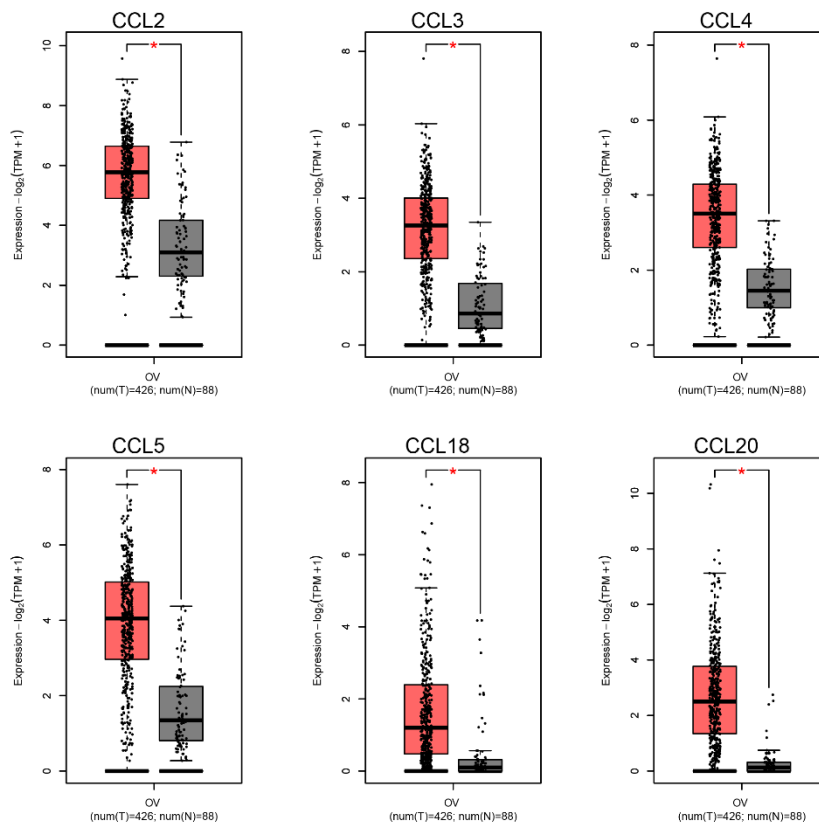 CCL2
CCL3
CCL4
Expression – log2(TPM + 1)
0
2
4
6
8
10
*
OV
(num(T)=426; num(N)=88)
Expression – log2(TPM + 1)
0
2
4
6
8
*
OV
(num(T)=426; num(N)=88)
Expression – log2(TPM + 1)
0
2
4
6
8
*
OV
(num(T)=426; num(N)=88)
CCL5
CCL18
CCL20
Expression – log2(TPM + 1)
0
2
4
6
8
*
OV
(num(T)=426; num(N)=88)
Expression – log2(TPM + 1)
0
2
4
6
8
*
OV
(num(T)=426; num(N)=88)
Expression – log2(TPM + 1)
0
2
4
6
8
10
*
OV
(num(T)=426; num(N)=88)